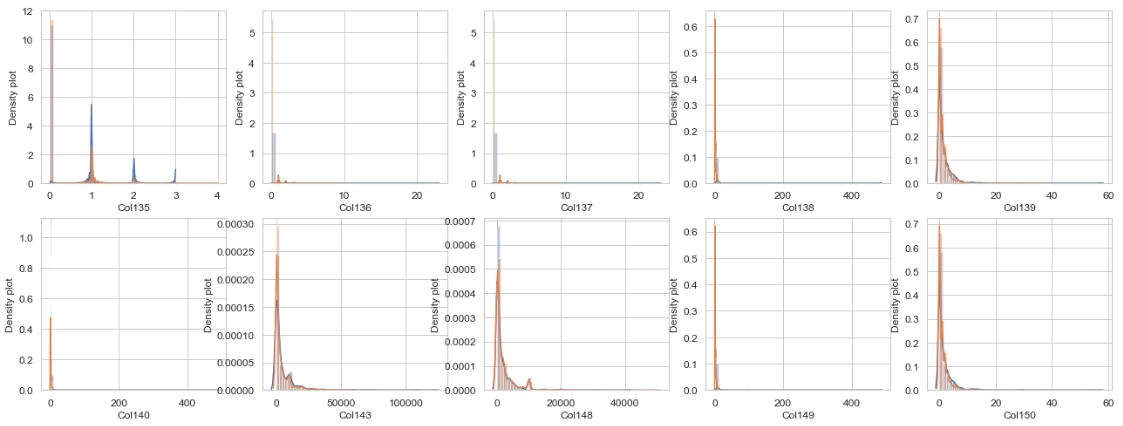 12
10
8
6
4
2
0
Density plot
0 1 2 3 4
Col135
5
4
3
2
1
0
Density plot
0 10 20
Col136
5
4
3
2
1
0
Density plot
0 10 20
Col137
0.6
0.5
0.4
0.3
0.2
0.1
0.0
Density plot
0 200 400
Col138
0.7
0.6
0.5
0.4
0.3
0.2
0.1
0.0
Density plot
0 20 40 60
Col139
1.0
0.8
0.6
0.4
0.2
0.0
Density plot
0 200 400
Col140
0.00030
0.00025
0.00020
0.00015
0.00010
0.00005
0.00000
Density plot
0 50000 100000
Col143
0.0007
0.0006
0.0005
0.0004
0.0003
0.0002
0.0001
0.0000
Density plot
0 20000 40000
Col148
0.6
0.5
0.4
0.3
0.2
0.1
0.0
Density plot
0 200 400
Col149
0.7
0.6
0.5
0.4
0.3
0.2
0.1
0.0
Density plot
0 20 40 60
Col150